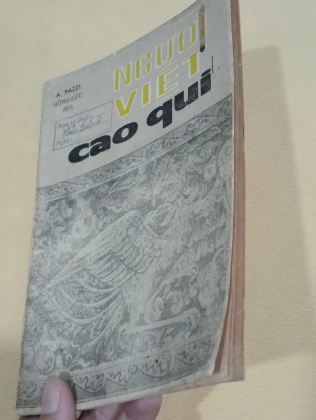 A. PAZZI
HỒNG CÚC
dịch
NGƯỜI
VIỆT
cao quí